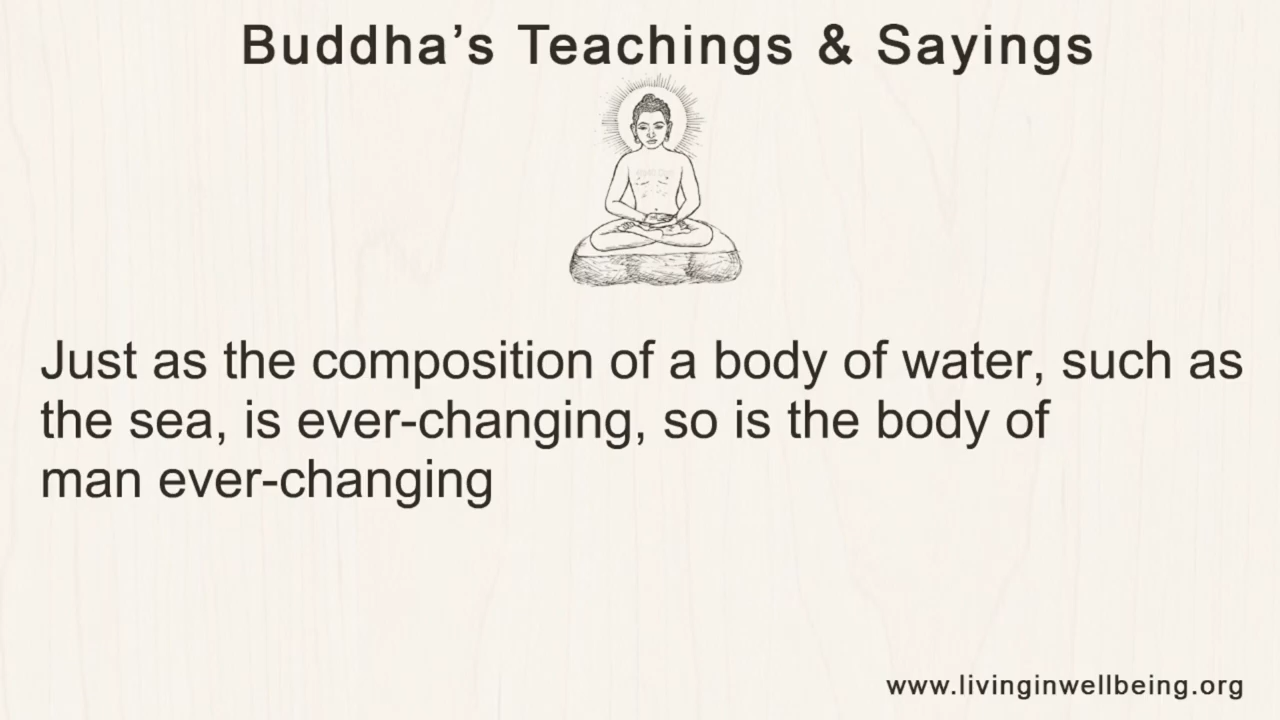 Buddha’s Teachings & Sayings
Just as the composition of a body of water, such as
the sea, is ever-changing, so is the body of
man ever-changing
www.livinginwellbeing.org